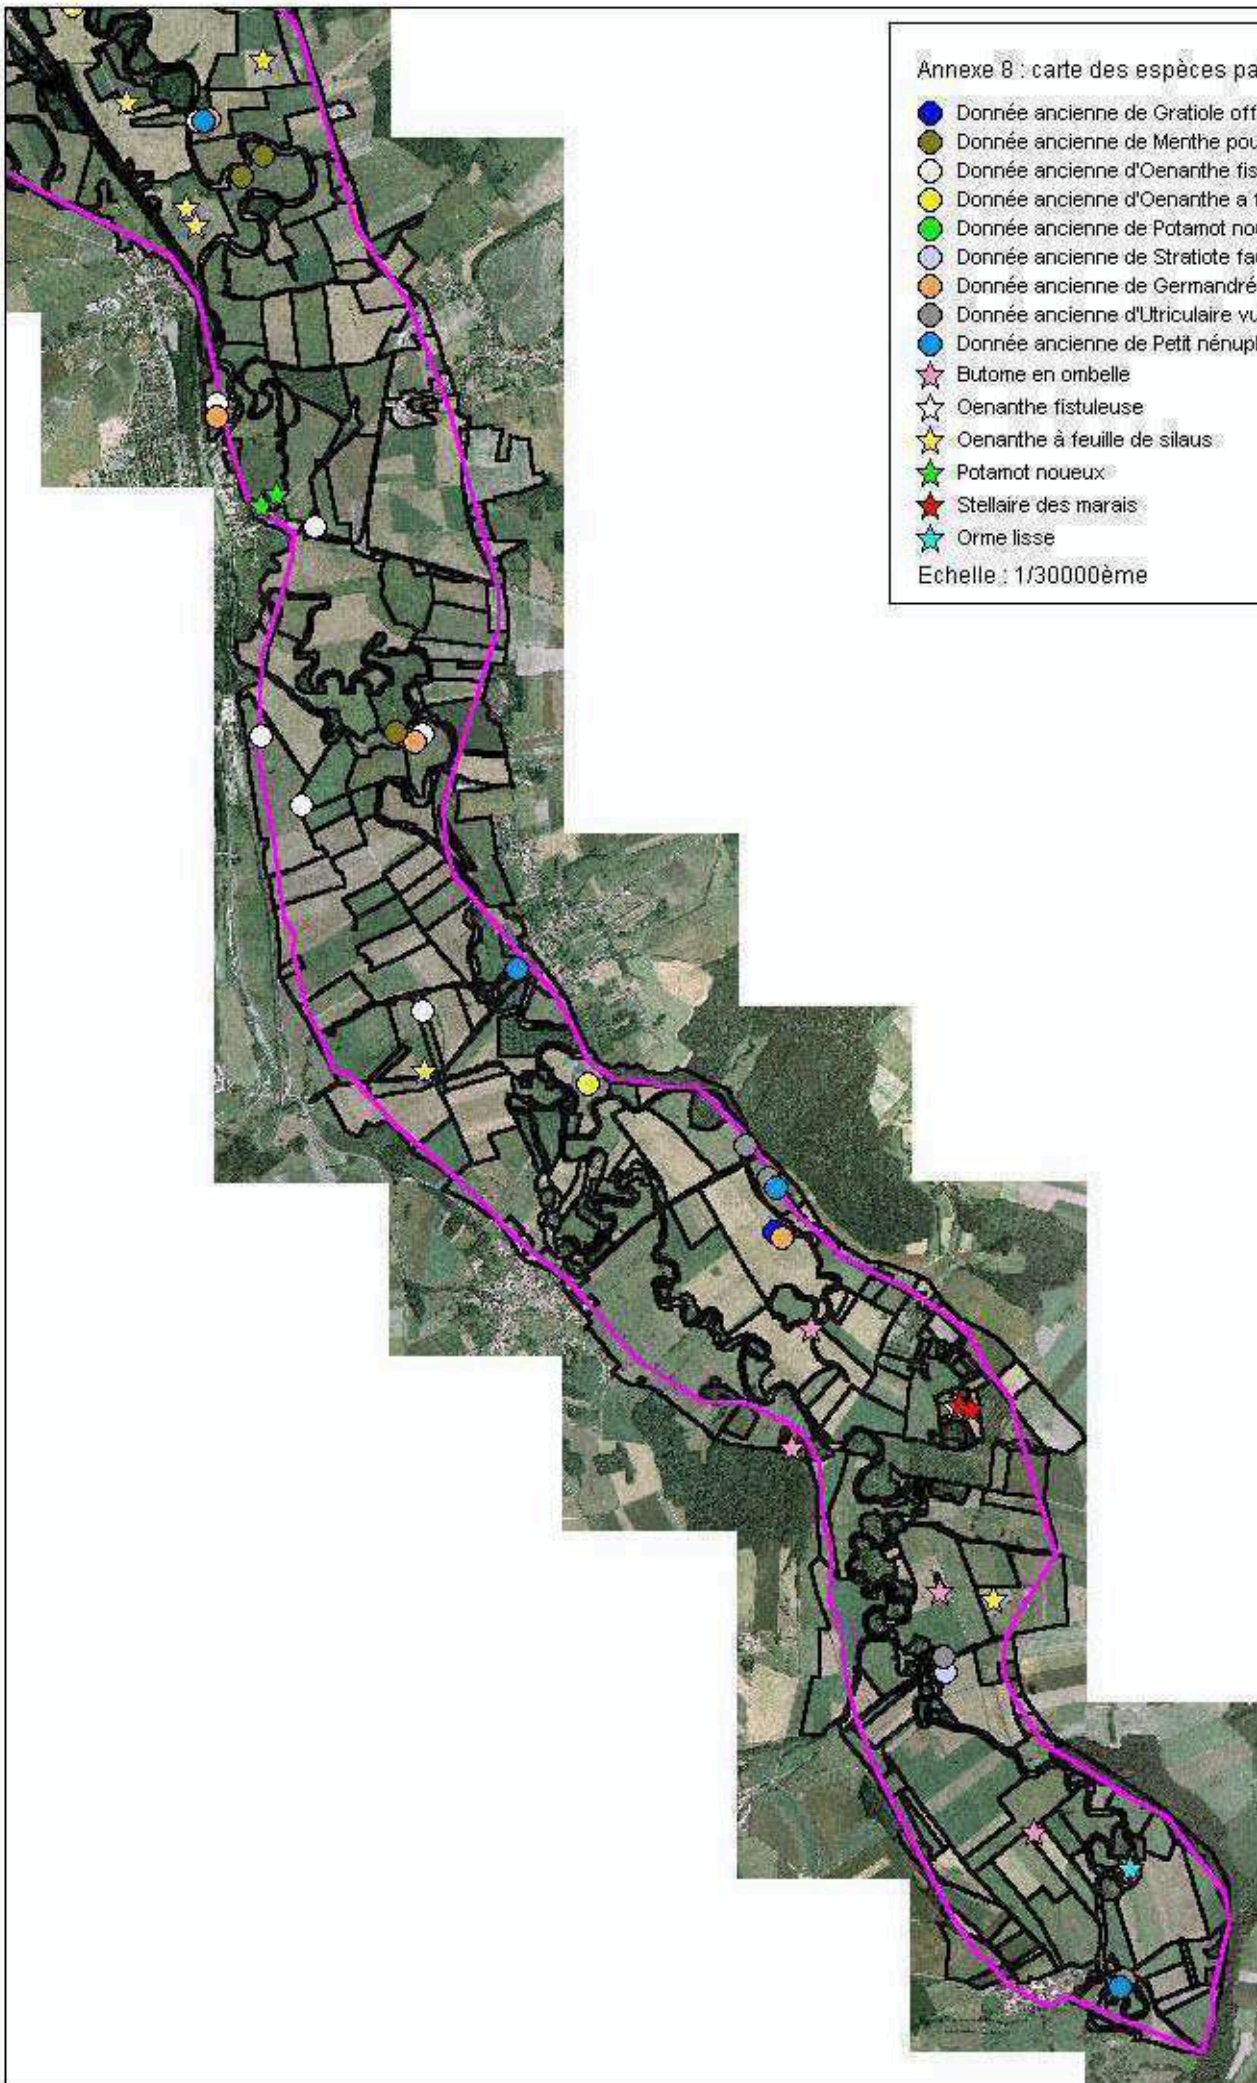 Annexe 8 : carte des espèces pa
Donnée ancienne de Gratiole off
Donnée ancienne de Menthe pou
Donnée ancienne d'Oenanthe fis
Donnée ancienne d'Oenanthe a f
Donnée ancienne de Potamot nou
Donnée ancienne de Stratiote fau
Donnée ancienne de Germandré
Donnée ancienne d'Utriculaire vu
Donnée ancienne de Petit nénuph
Butome en ombelle
Oenanthe fistuleuse
Oenanthe à feuille de silaus
Potamot noueux
Stellaire des marais
Orme lisse
Echelle : 1/30000ème